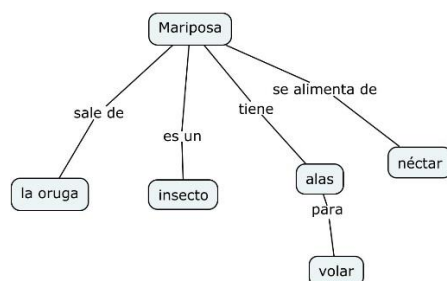 Mariposa
sale de
es un
tiene
se alimenta de
la oruga
insecto
alas
néctar
para
volar